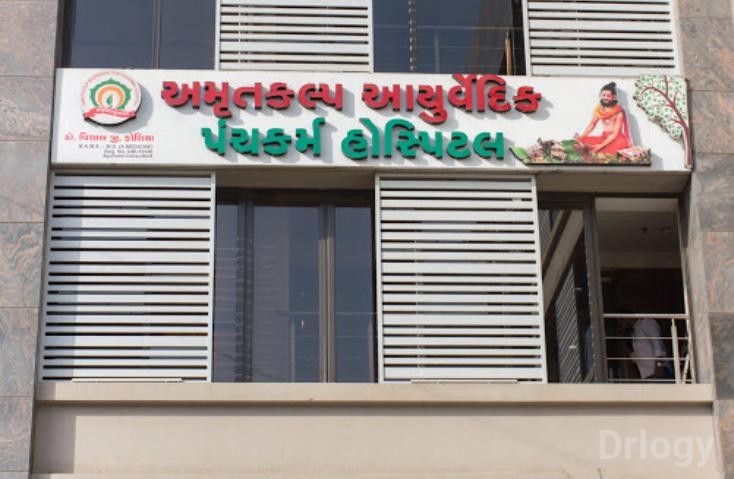 અમૃતકલ્પ આયુર્વેદિક
પંચકર્મ હોસ્પિટલ
ડો. વિશાલ જી. કોશિયા
Drlogy